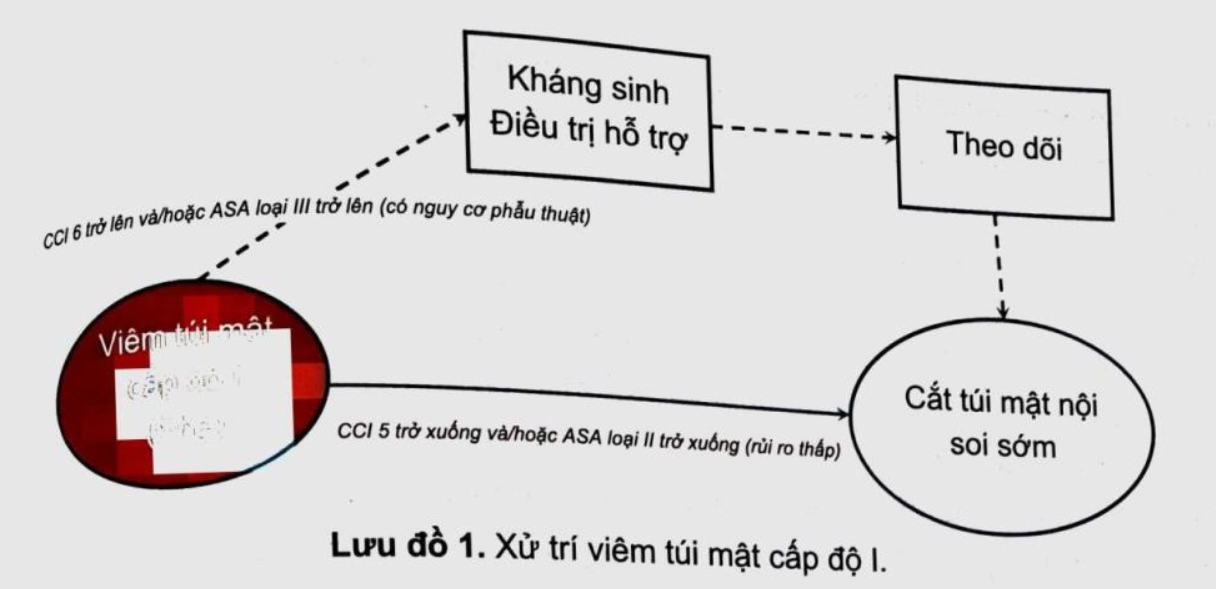 Kháng sinh
Điều trị hỗ trợ
Theo dõi
CCI 6 trở lên và/hoặc ASA loại III trở lên (có nguy cơ phẫu thuật)
Viêm túi mật
Cắt túi mật nội
soi sớm
CCI 5 trở xuống và/hoặc ASA loại II trở xuống (rủi ro thấp)
Lưu đồ 1. Xử trí viêm túi mật cấp độ I.